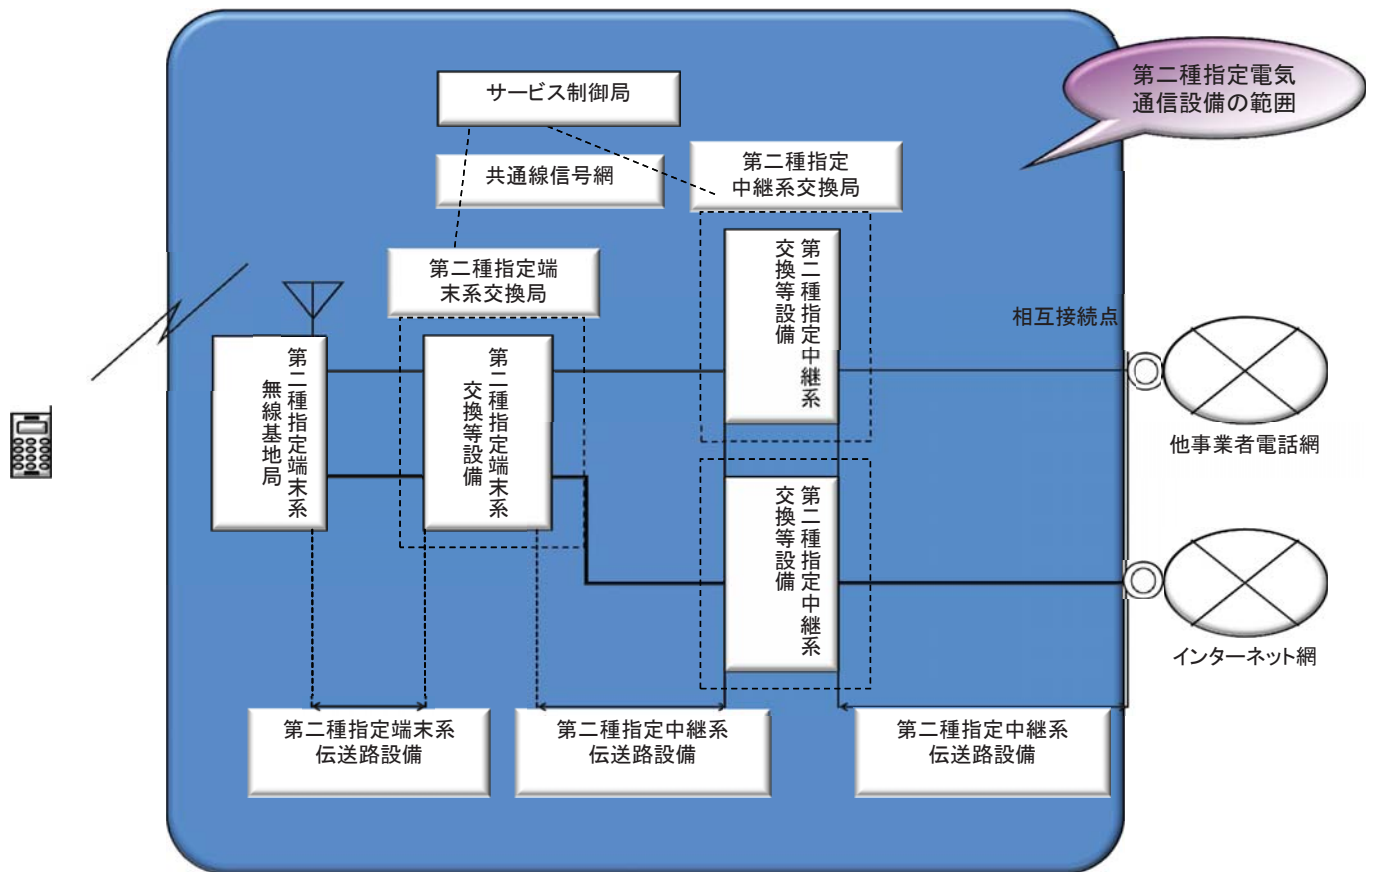 第二種指定電気
通信設備の範囲
サービス制御局
共通線信号網
第二種指定
中継系交換局
第二種指定端
末系交換局
第二種指定端末系
無線基地局
第二種指定端末系
交換等設備
第二種指定中継系
交換等設備
第二種指定中継系
交換等設備
相互接続点
他事業者電話網
インターネット網
第二種指定端末系
伝送路設備
第二種指定中継系
伝送路設備
第二種指定中継系
伝送路設備